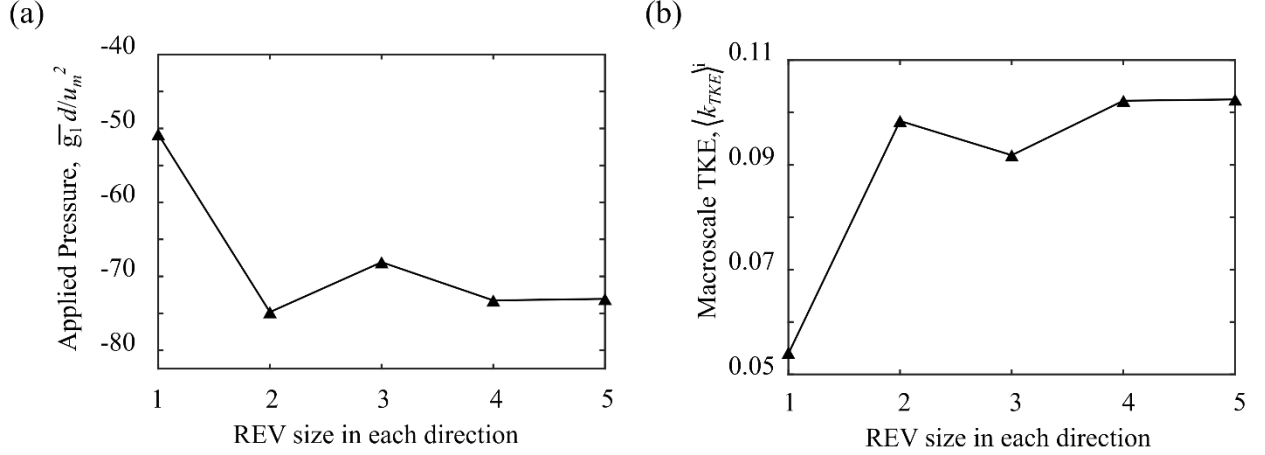 (a)
Applied Pressure, g̅₁ d/uₘ²
-40
-50
-60
-70
-80
1 2 3 4 5
REV size in each direction
(b)
Macroscale TKE, ⟨k_TKE⟩ⁱ
0.11
0.09
0.07
0.05
1 2 3 4 5
REV size in each direction